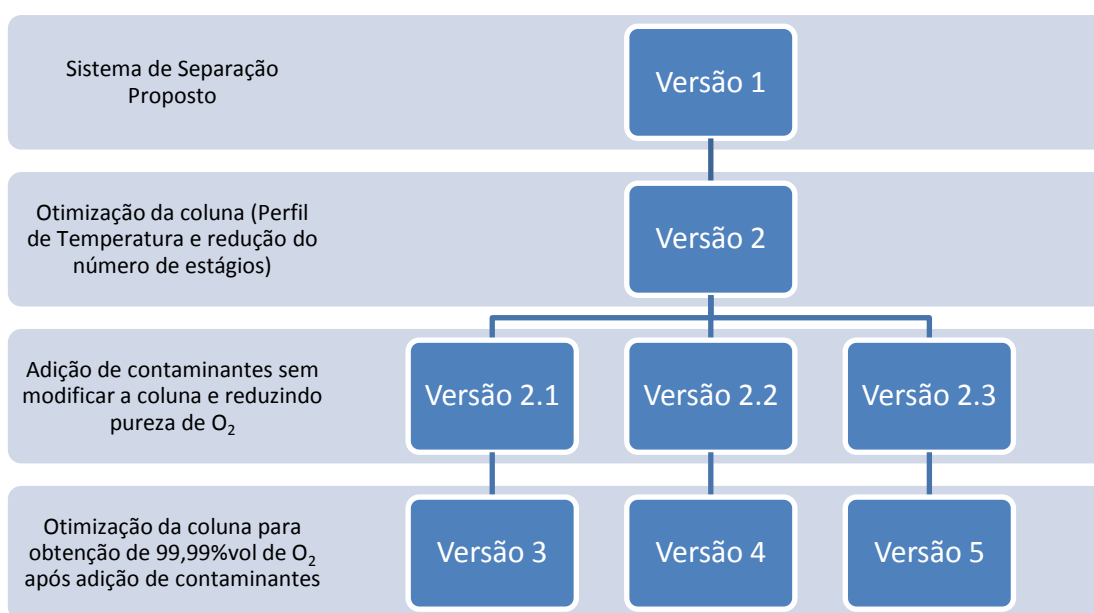 Sistema de Separação
Proposto
Versão 1
Otimização da coluna (Perfil
de Temperatura e redução do
número de estágios)
Versão 2
Adição de contaminantes sem
modificar a coluna e reduzindo
pureza de O₂
Versão 2.1
Versão 2.2
Versão 2.3
Otimização da coluna para
obtenção de 99,99%vol de O₂
após adição de contaminantes
Versão 3
Versão 4
Versão 5